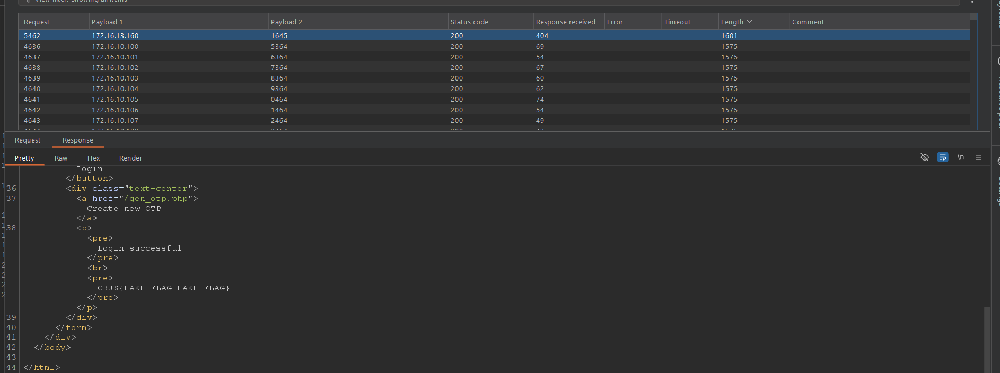 View filter: Showing all items
Request Payload 1 Payload 2 Status code Response received Error Timeout Length Comment
5462 172.16.13.160 1645 200 404 1601
4636 172.16.10.100 5364 200 69 1575
4637 172.16.10.101 6364 200 54 1575
4638 172.16.10.102 7364 200 67 1575
4639 172.16.10.103 8364 200 60 1575
4640 172.16.10.104 9364 200 62 1575
4641 172.16.10.105 0464 200 74 1575
4642 172.16.10.106 1464 200 54 1575
4643 172.16.10.107 2464 200 49 1575
Request Response
Pretty Raw Hex Render \n
Login
</button>
36 <div class="text-center">
37 <a href="/gen_otp.php">
Create new OTP
</a>
38 <p>
<pre>
Login successful
</pre>
<br>
<pre>
CBJS{FAKE_FLAG_FAKE_FLAG}
</pre>
</p>
39 </div>
40 </form>
41 </div>
42 </body>
43
44 </html>